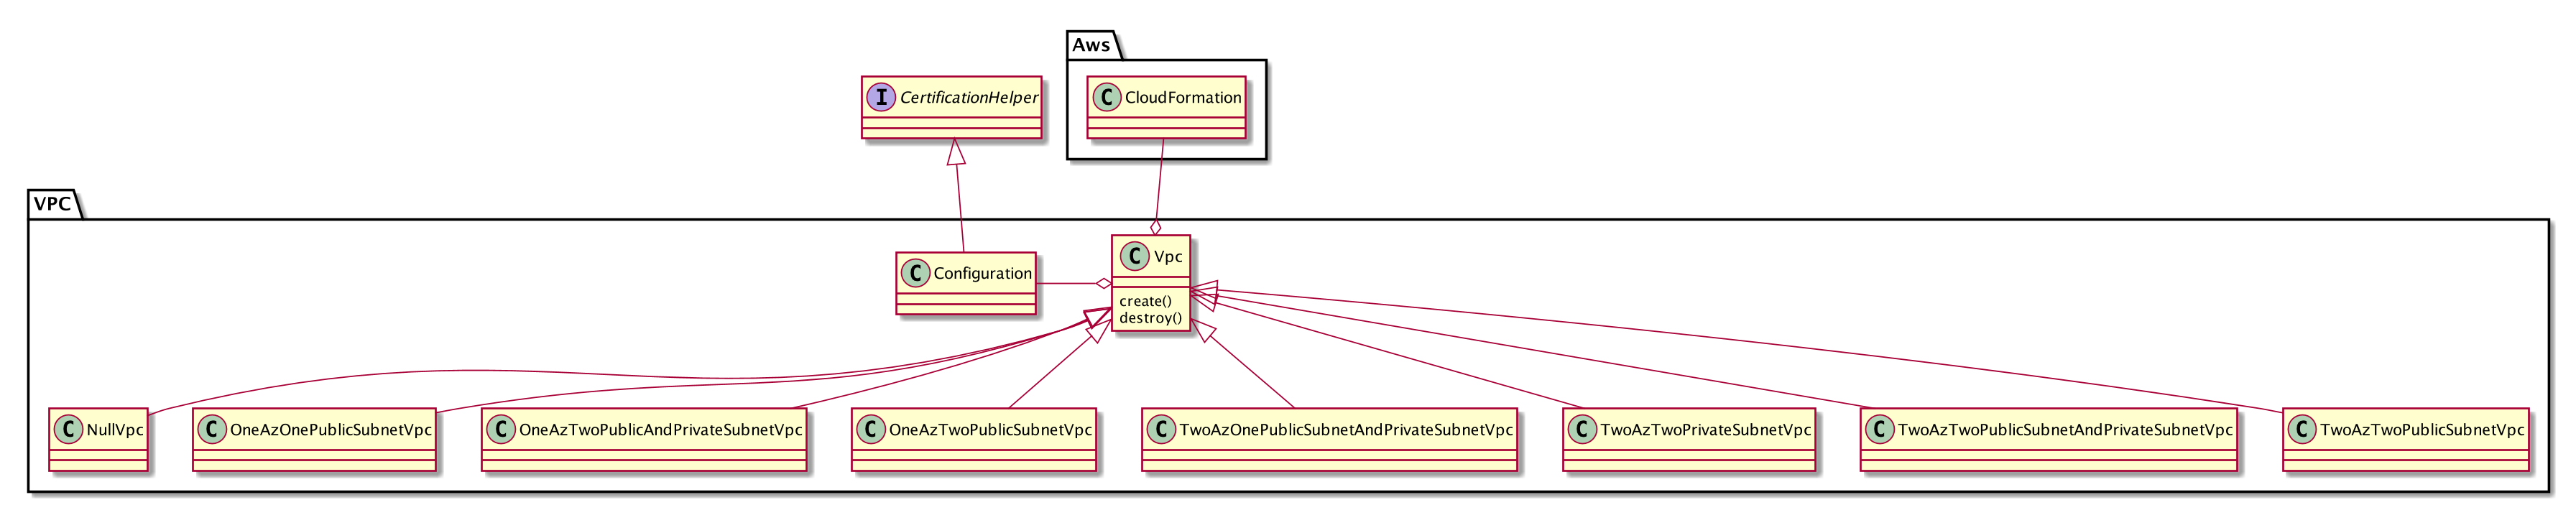 Aws
I CertificationHelper
C CloudFormation
VPC
C Configuration
C Vpc
create()
destroy()
C NullVpc
C OneAzOnePublicSubnetVpc
C OneAzTwoPublicAndPrivateSubnetVpc
C OneAzTwoPublicSubnetVpc
C TwoAzOnePublicSubnetAndPrivateSubnetVpc
C TwoAzTwoPrivateSubnetVpc
C TwoAzTwoPublicSubnetAndPrivateSubnetVpc
C TwoAzTwoPublicSubnetVpc